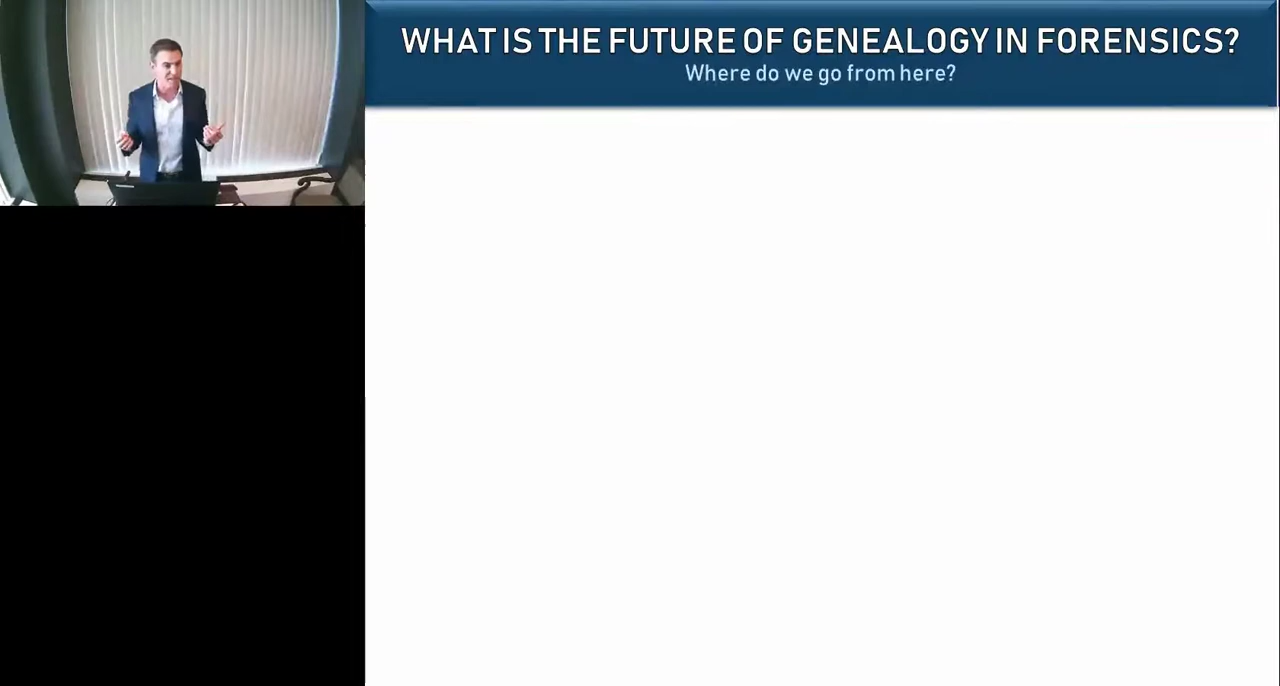 WHAT IS THE FUTURE OF GENEALOGY IN FORENSICS?
Where do we go from here?